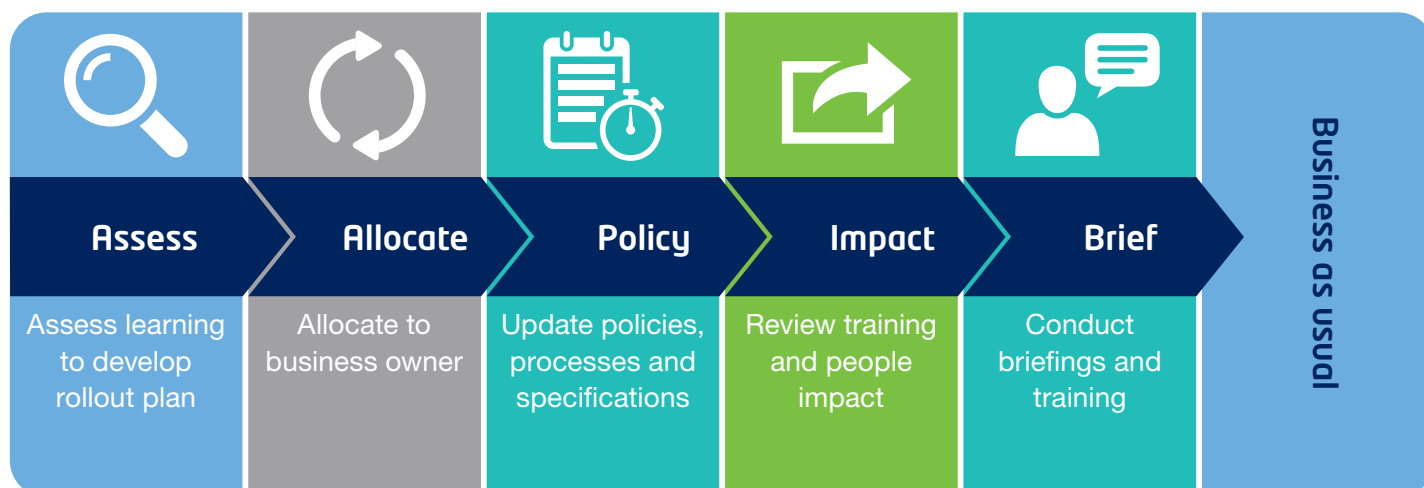 Assess
Allocate
Policy
Impact
Brief
Assess learning
to develop
rollout plan
Allocate to
business owner
Update policies,
processes and
specifications
Review training
and people
impact
Conduct
briefings and
training
Business as usual